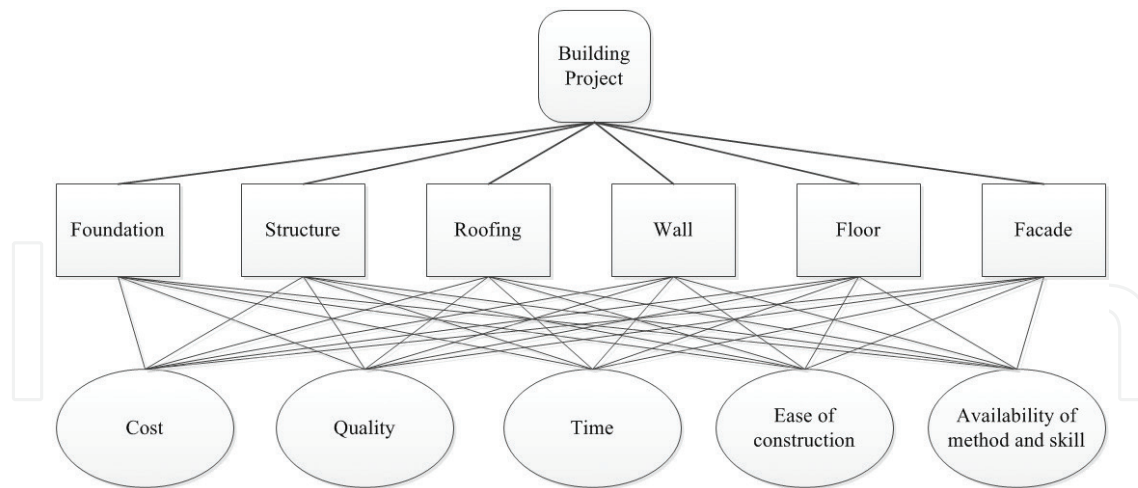 Building
Project
Foundation
Structure
Roofing
Wall
Floor
Facade
Cost
Quality
Time
Ease of
construction
Availability of
method and skill